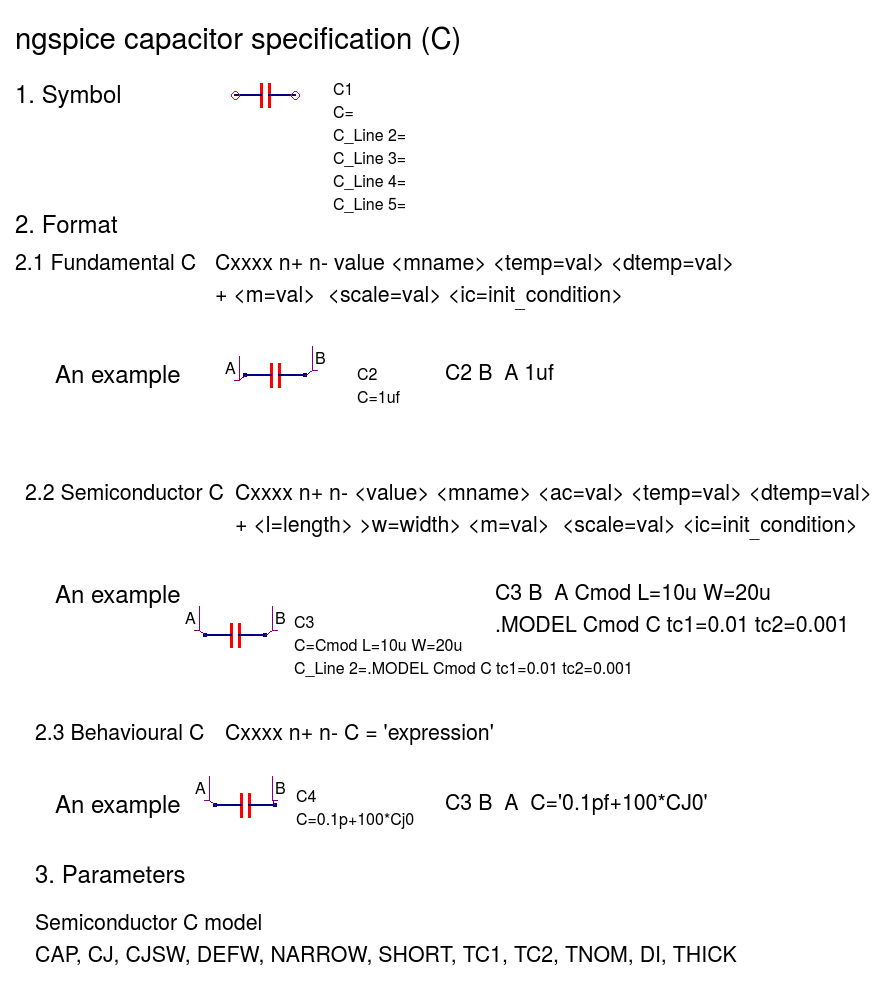 ngspice capacitor specification (C)
1. Symbol
C1
C=
C_Line 2=
C_Line 3=
C_Line 4=
C_Line 5=
2. Format
2.1 Fundamental C Cxxxx n+ n- value <mname> <temp=val> <dtemp=val>
+ <m=val> <scale=val> <ic=init_condition>
An example
A
B
C2
C=1uf
C2 B A 1uf
2.2 Semiconductor C Cxxxx n+ n- <value> <mname> <ac=val> <temp=val> <dtemp=val>
+ <l=length> >w=width> <m=val> <scale=val> <ic=init_condition>
An example
A
B
C3
C=Cmod L=10u W=20u
C_Line 2=.MODEL Cmod C tc1=0.01 tc2=0.001
C3 B A Cmod L=10u W=20u
.MODEL Cmod C tc1=0.01 tc2=0.001
2.3 Behavioural C Cxxxx n+ n- C = 'expression'
An example
A
B
C4
C=0.1p+100*Cj0
C3 B A C='0.1pf+100*CJ0'
3. Parameters
Semiconductor C model
CAP, CJ, CJSW, DEFW, NARROW, SHORT, TC1, TC2, TNOM, DI, THICK